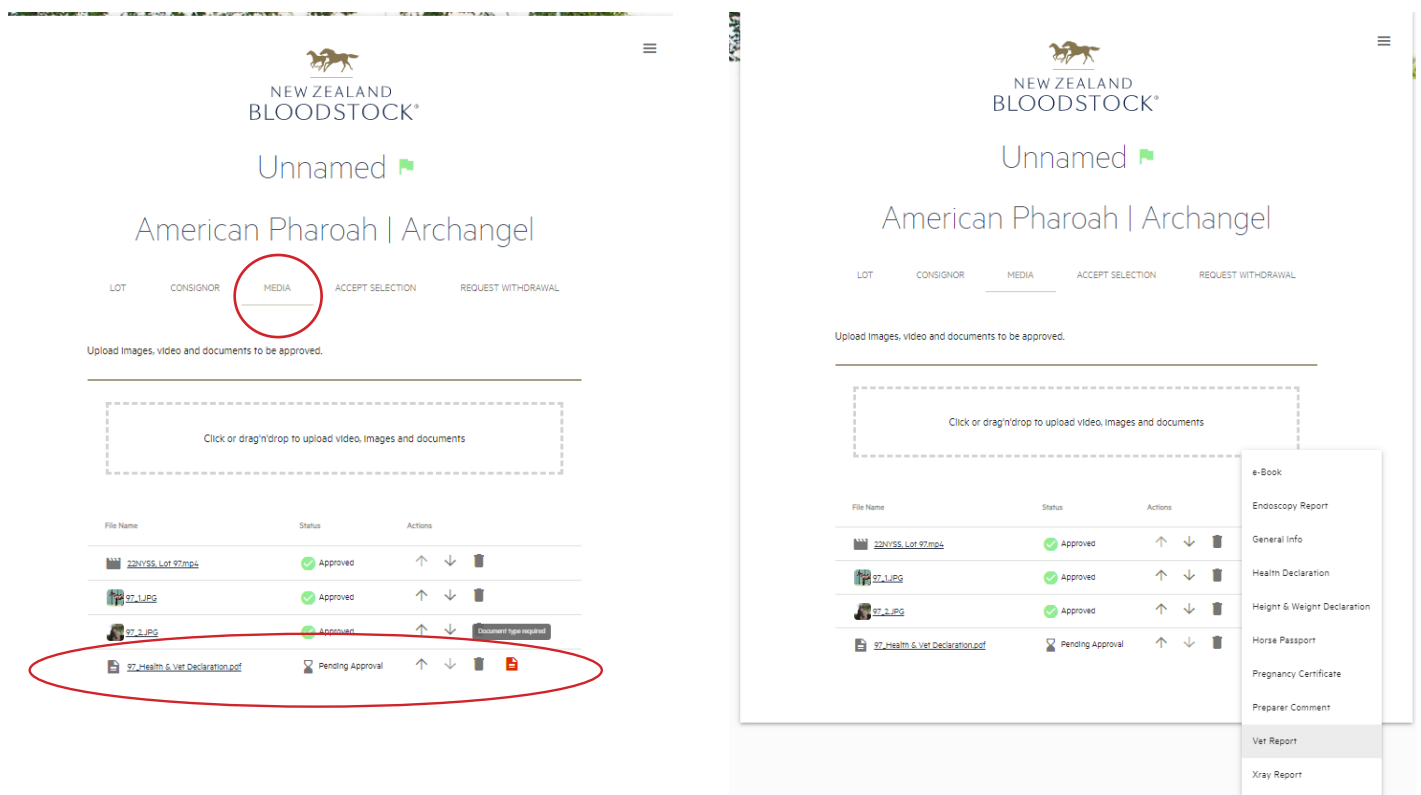 NEW ZEALAND
BLOODSTOCK®
Unnamed
American Pharoah | Archangel
LOT CONSIGNOR MEDIA ACCEPT SELECTION REQUEST WITHDRAWAL
Upload images, video and documents to be approved.
Click or drag'n'drop to upload video, images and documents
File Name Status Actions
22NYSS, Lot 97.mp4 Approved
97_1.JPG Approved
97_2.JPG Approved Document type required
97_Health & Vet Declaration.pdf Pending Approval
NEW ZEALAND
BLOODSTOCK®
Unnamed
American Pharoah | Archangel
LOT CONSIGNOR MEDIA ACCEPT SELECTION REQUEST WITHDRAWAL
Upload images, video and documents to be approved.
Click or drag'n'drop to upload video, images and documents
File Name Status Actions
22NYSS, Lot 97.mp4 Approved
97_1.JPG Approved
97_2.JPG Approved
97_Health & Vet Declaration.pdf Pending Approval
e-Book
Endoscopy Report
General Info
Health Declaration
Height & Weight Declaration
Horse Passport
Pregnancy Certificate
Preparer Comment
Vet Report
Xray Report